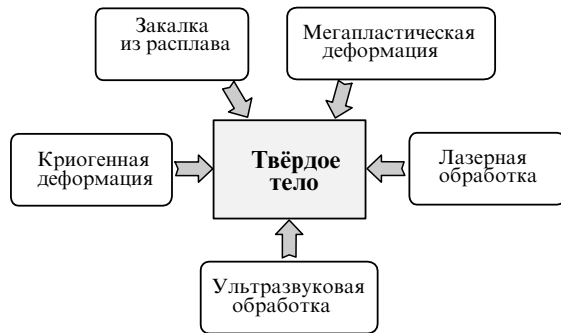 Закалка
из расплава
Мегапластическая
деформация
Криогенная
деформация
Твёрдое
тело
Лазерная
обработка
Ультразвуковая
обработка